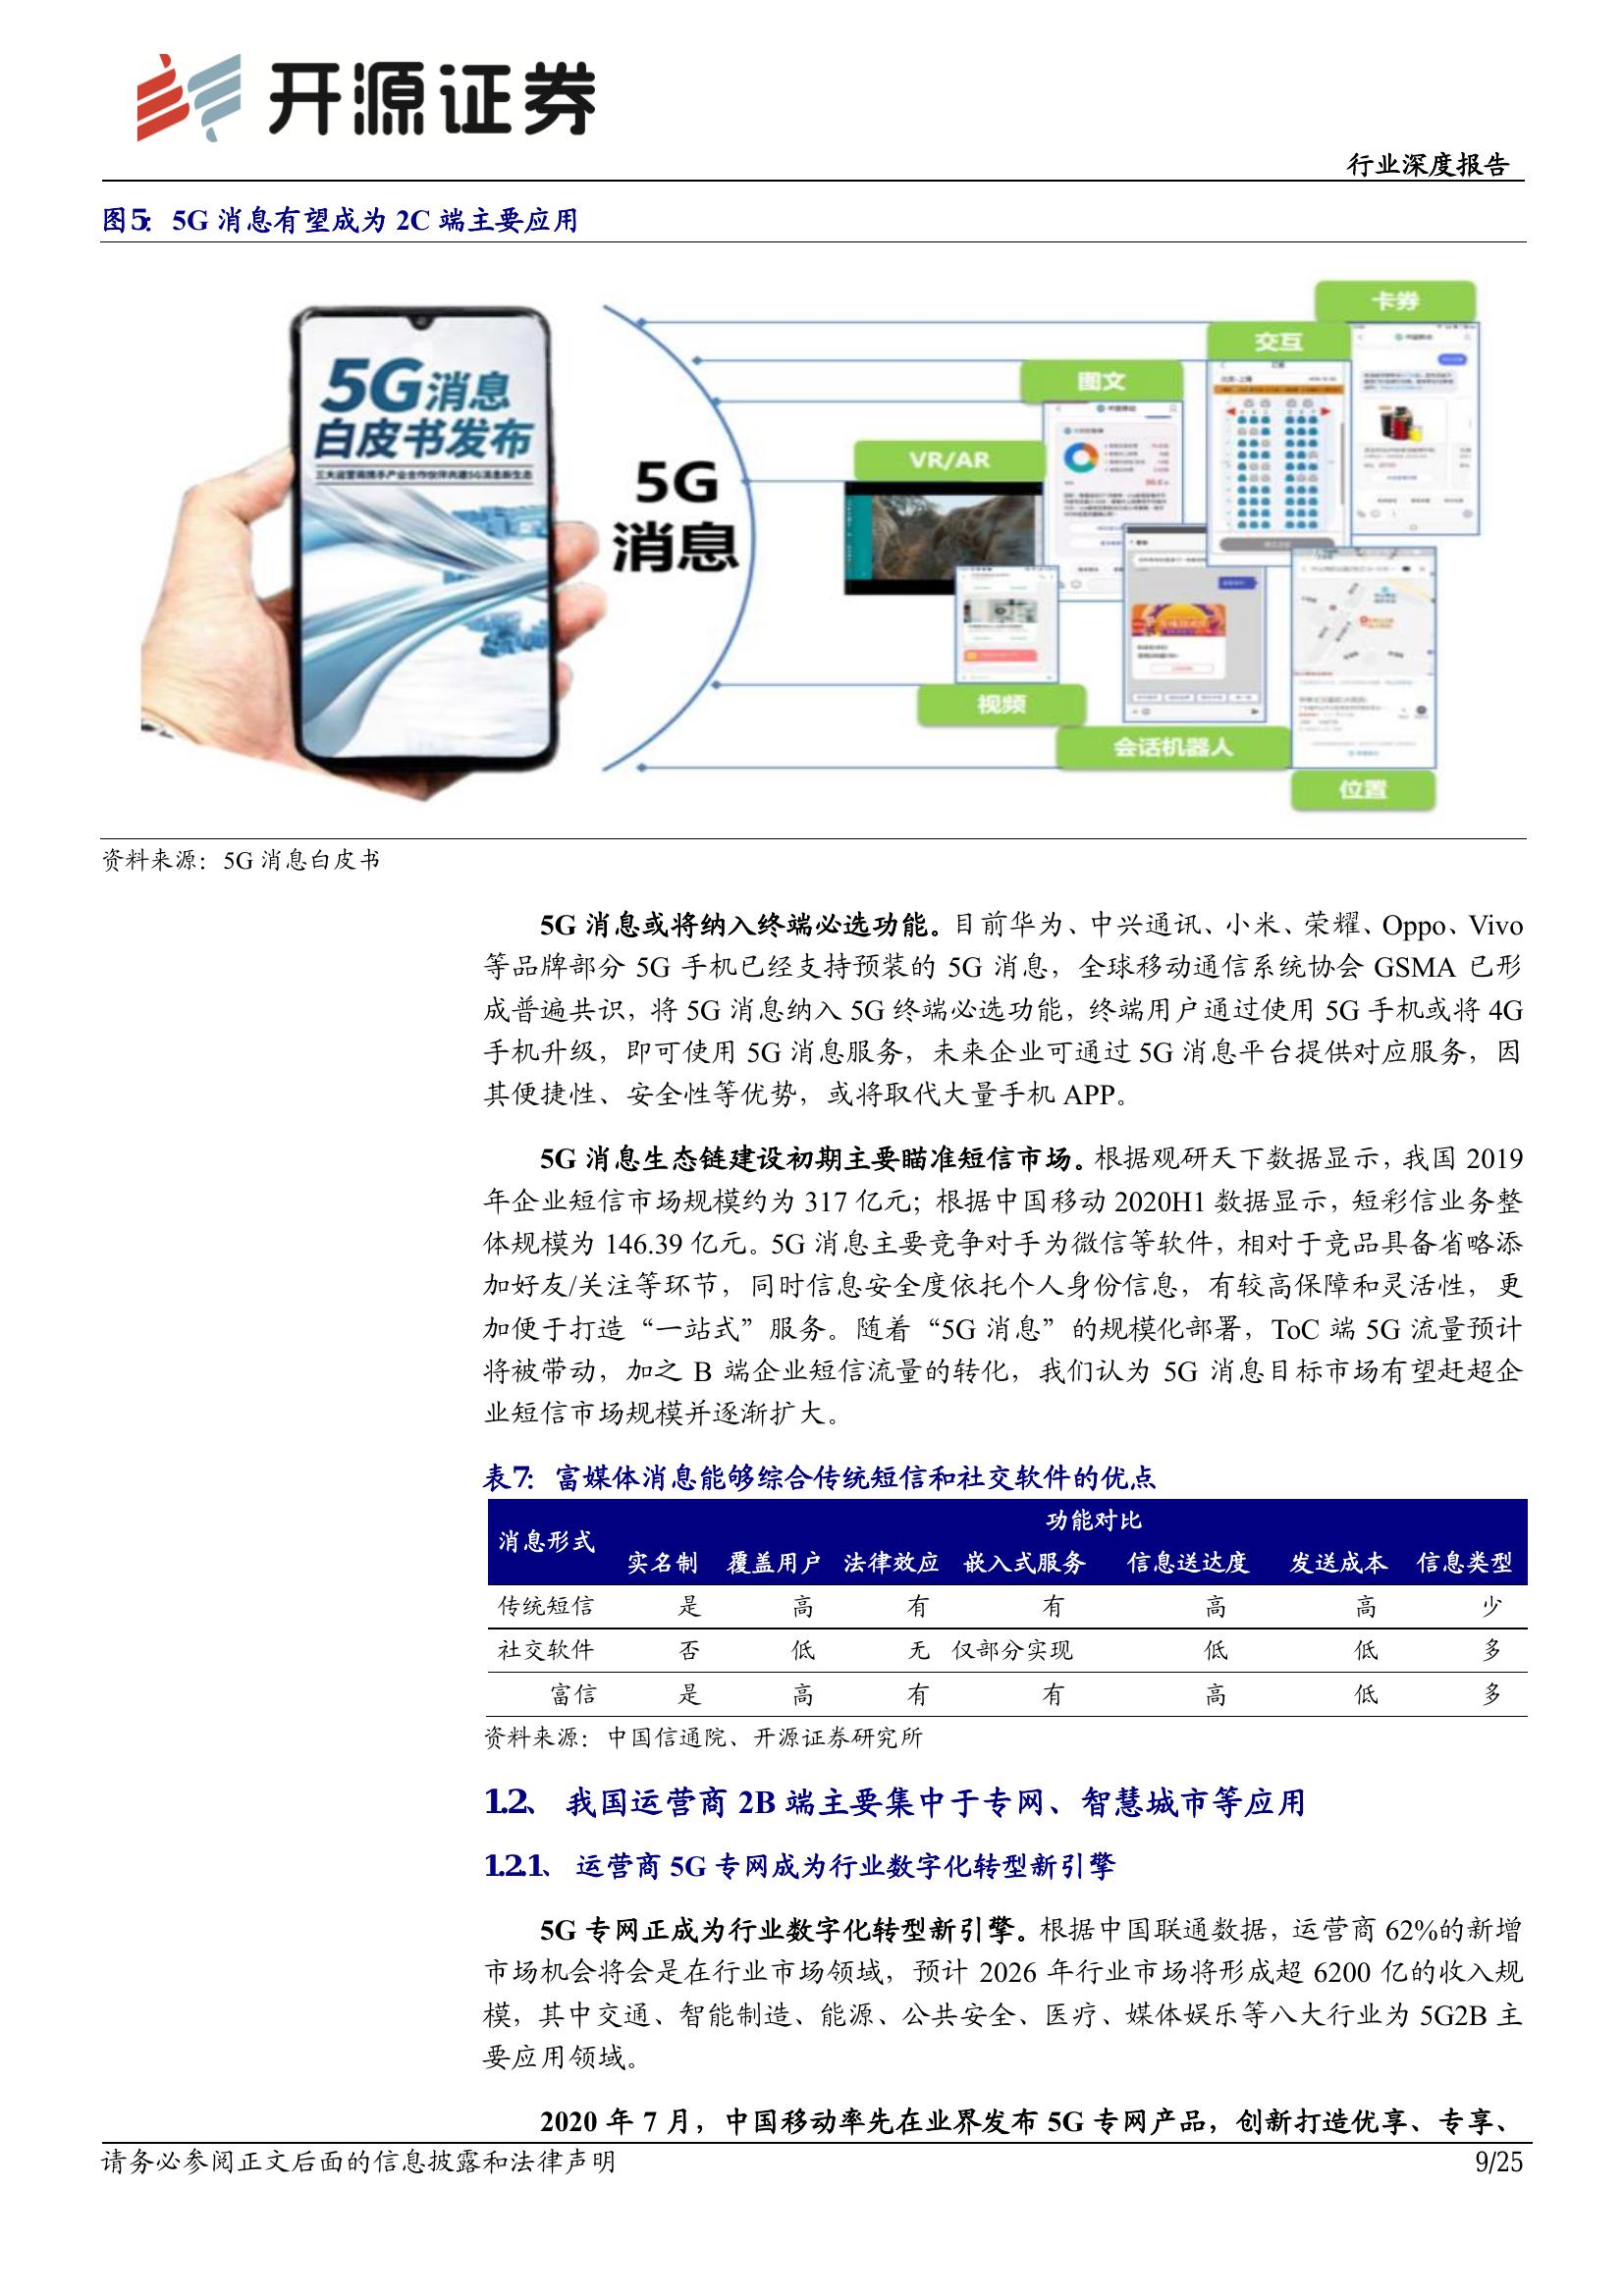 开源证券
行业深度报告
图5： 5G 消息有望成为 2C 端主要应用
5G消息
白皮书发布
三大运营商携手产业合作伙伴共建5G消息新生态
5G
消息
卡券
交互
图文
VR/AR
视频
会话机器人
位置
资料来源：5G 消息白皮书
5G 消息或将纳入终端必选功能。目前华为、中兴通讯、小米、荣耀、Oppo、Vivo
等品牌部分 5G 手机已经支持预装的 5G 消息，全球移动通信系统协会 GSMA 已形
成普遍共识，将 5G 消息纳入 5G 终端必选功能，终端用户通过使用 5G 手机或将 4G
手机升级，即可使用 5G 消息服务，未来企业可通过 5G 消息平台提供对应服务，因
其便捷性、安全性等优势，或将取代大量手机 APP。
5G 消息生态链建设初期主要瞄准短信市场。根据观研天下数据显示，我国 2019
年企业短信市场规模约为 317 亿元；根据中国移动 2020H1 数据显示，短彩信业务整
体规模为 146.39 亿元。5G 消息主要竞争对手为微信等软件，相对于竞品具备省略添
加好友/关注等环节，同时信息安全度依托个人身份信息，有较高保障和灵活性，更
加便于打造“一站式”服务。随着“5G 消息”的规模化部署，ToC 端 5G 流量预计
将被带动，加之 B 端企业短信流量的转化，我们认为 5G 消息目标市场有望赶超企
业短信市场规模并逐渐扩大。
表7： 富媒体消息能够综合传统短信和社交软件的优点
消息形式 功能对比
实名制 覆盖用户 法律效应 嵌入式服务 信息送达度 发送成本 信息类型
传统短信 是 高 有 有 高 高 少
社交软件 否 低 无 仅部分实现 低 低 多
富信 是 高 有 有 高 低 多
资料来源：中国信通院、开源证券研究所
1.2、 我国运营商 2B 端主要集中于专网、智慧城市等应用
1.2.1、 运营商 5G 专网成为行业数字化转型新引擎
5G 专网正成为行业数字化转型新引擎。根据中国联通数据，运营商 62%的新增
市场机会将会是在行业市场领域，预计 2026 年行业市场将形成超 6200 亿的收入规
模，其中交通、智能制造、能源、公共安全、医疗、媒体娱乐等八大行业为 5G2B 主
要应用领域。
2020 年 7 月，中国移动率先在业界发布 5G 专网产品，创新打造优享、专享、
请务必参阅正文后面的信息披露和法律声明
9/25